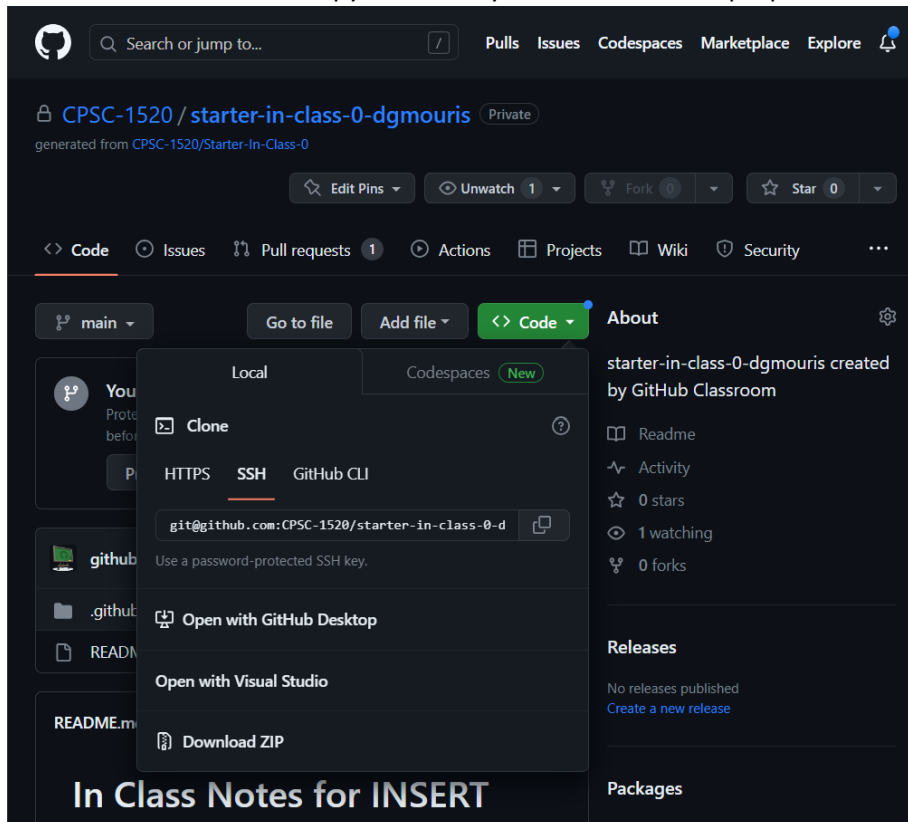 Search or jump to... / Pulls Issues Codespaces Marketplace Explore
CPSC-1520 / starter-in-class-0-dgmouris Private
generated from CPSC-1520/Starter-In-Class-0
Edit Pins Unwatch 1 Fork 0 Star 0
<> Code Issues Pull requests 1 Actions Projects Wiki Security ...
main Go to file Add file <> Code
About
starter-in-class-0-dgmouris created
by GitHub Classroom
Readme
Activity
0 stars
1 watching
0 forks
Releases
No releases published
Create a new release
Packages
Local Codespaces New
You
Clone
HTTPS SSH GitHub CLI
git@github.com:CPSC-1520/starter-in-class-0-d
Use a password-protected SSH key.
github
.github
Open with GitHub Desktop
Open with Visual Studio
Download ZIP
In Class Notes for INSERT